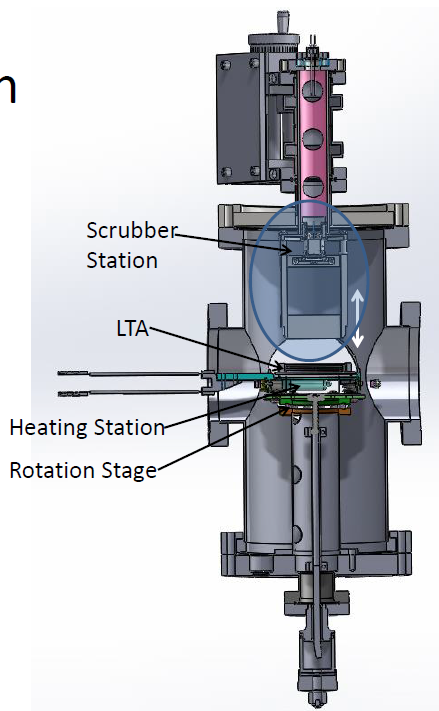 n
Scrubber
Station
LTA
Heating Station
Rotation Stage